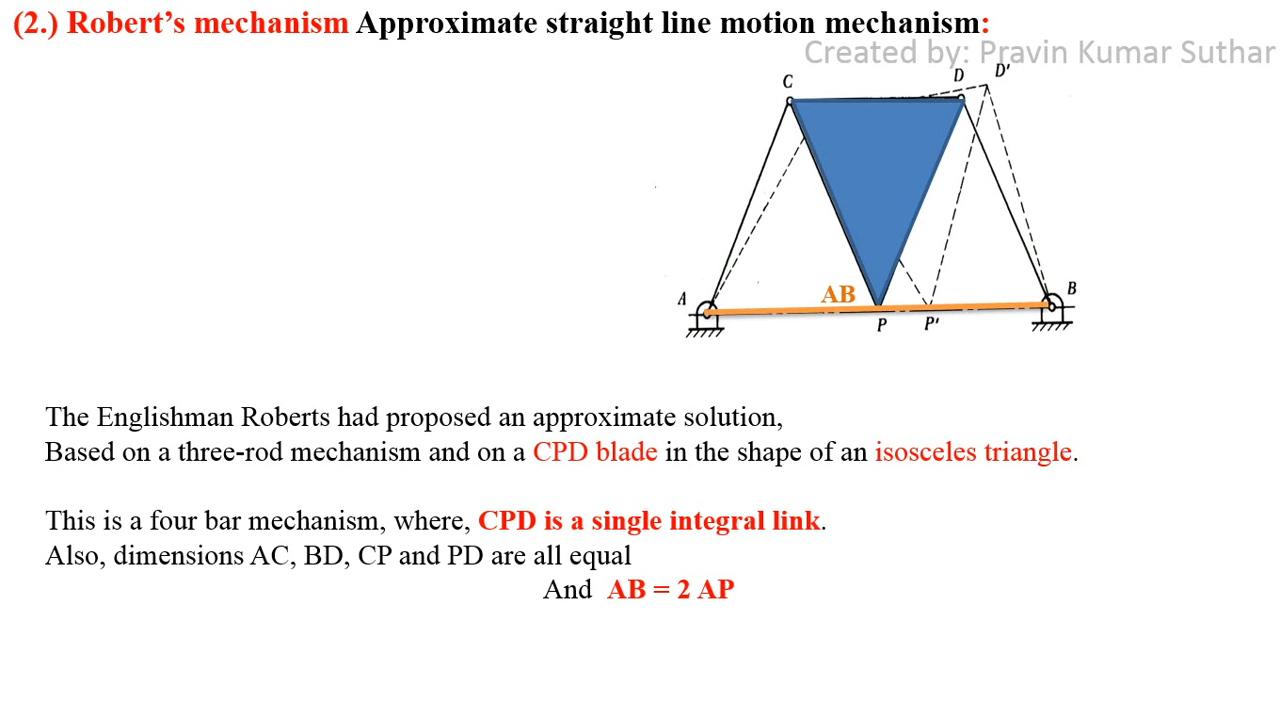 (2.) Robert’s mechanism Approximate straight line motion mechanism:
Created by: Pravin Kumar Suthar
C
D
D'
A
AB
B
P
P'
The Englishman Roberts had proposed an approximate solution,
Based on a three-rod mechanism and on a CPD blade in the shape of an isosceles triangle.
This is a four bar mechanism, where, CPD is a single integral link.
Also, dimensions AC, BD, CP and PD are all equal
And AB = 2 AP